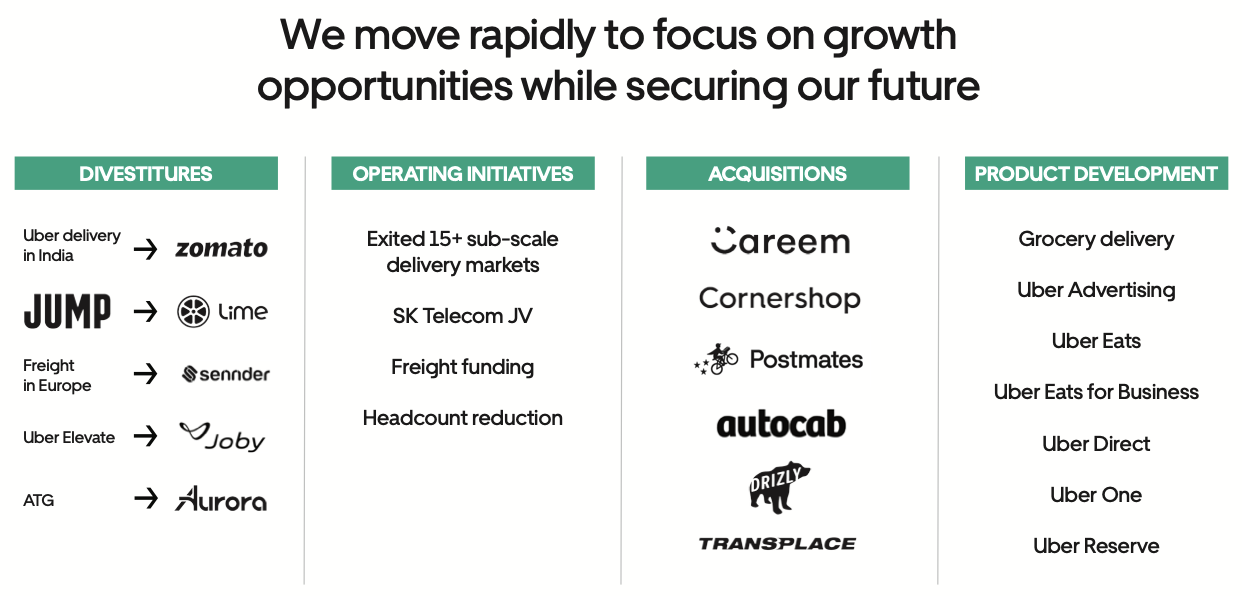 We move rapidly to focus on growth
opportunities while securing our future
DIVESTITURES
Uber delivery
in India
zomato
JUMP
Lime
Freight
in Europe
sennder
Uber Elevate
Joby
ATG
Aurora
OPERATING INITIATIVES
Exited 15+ sub-scale
delivery markets
SK Telecom JV
Freight funding
Headcount reduction
ACQUISITIONS
Careem
Cornershop
Postmates
autocab
DRIZLY
TRANSPLACE
PRODUCT DEVELOPMENT
Grocery delivery
Uber Advertising
Uber Eats
Uber Eats for Business
Uber Direct
Uber One
Uber Reserve